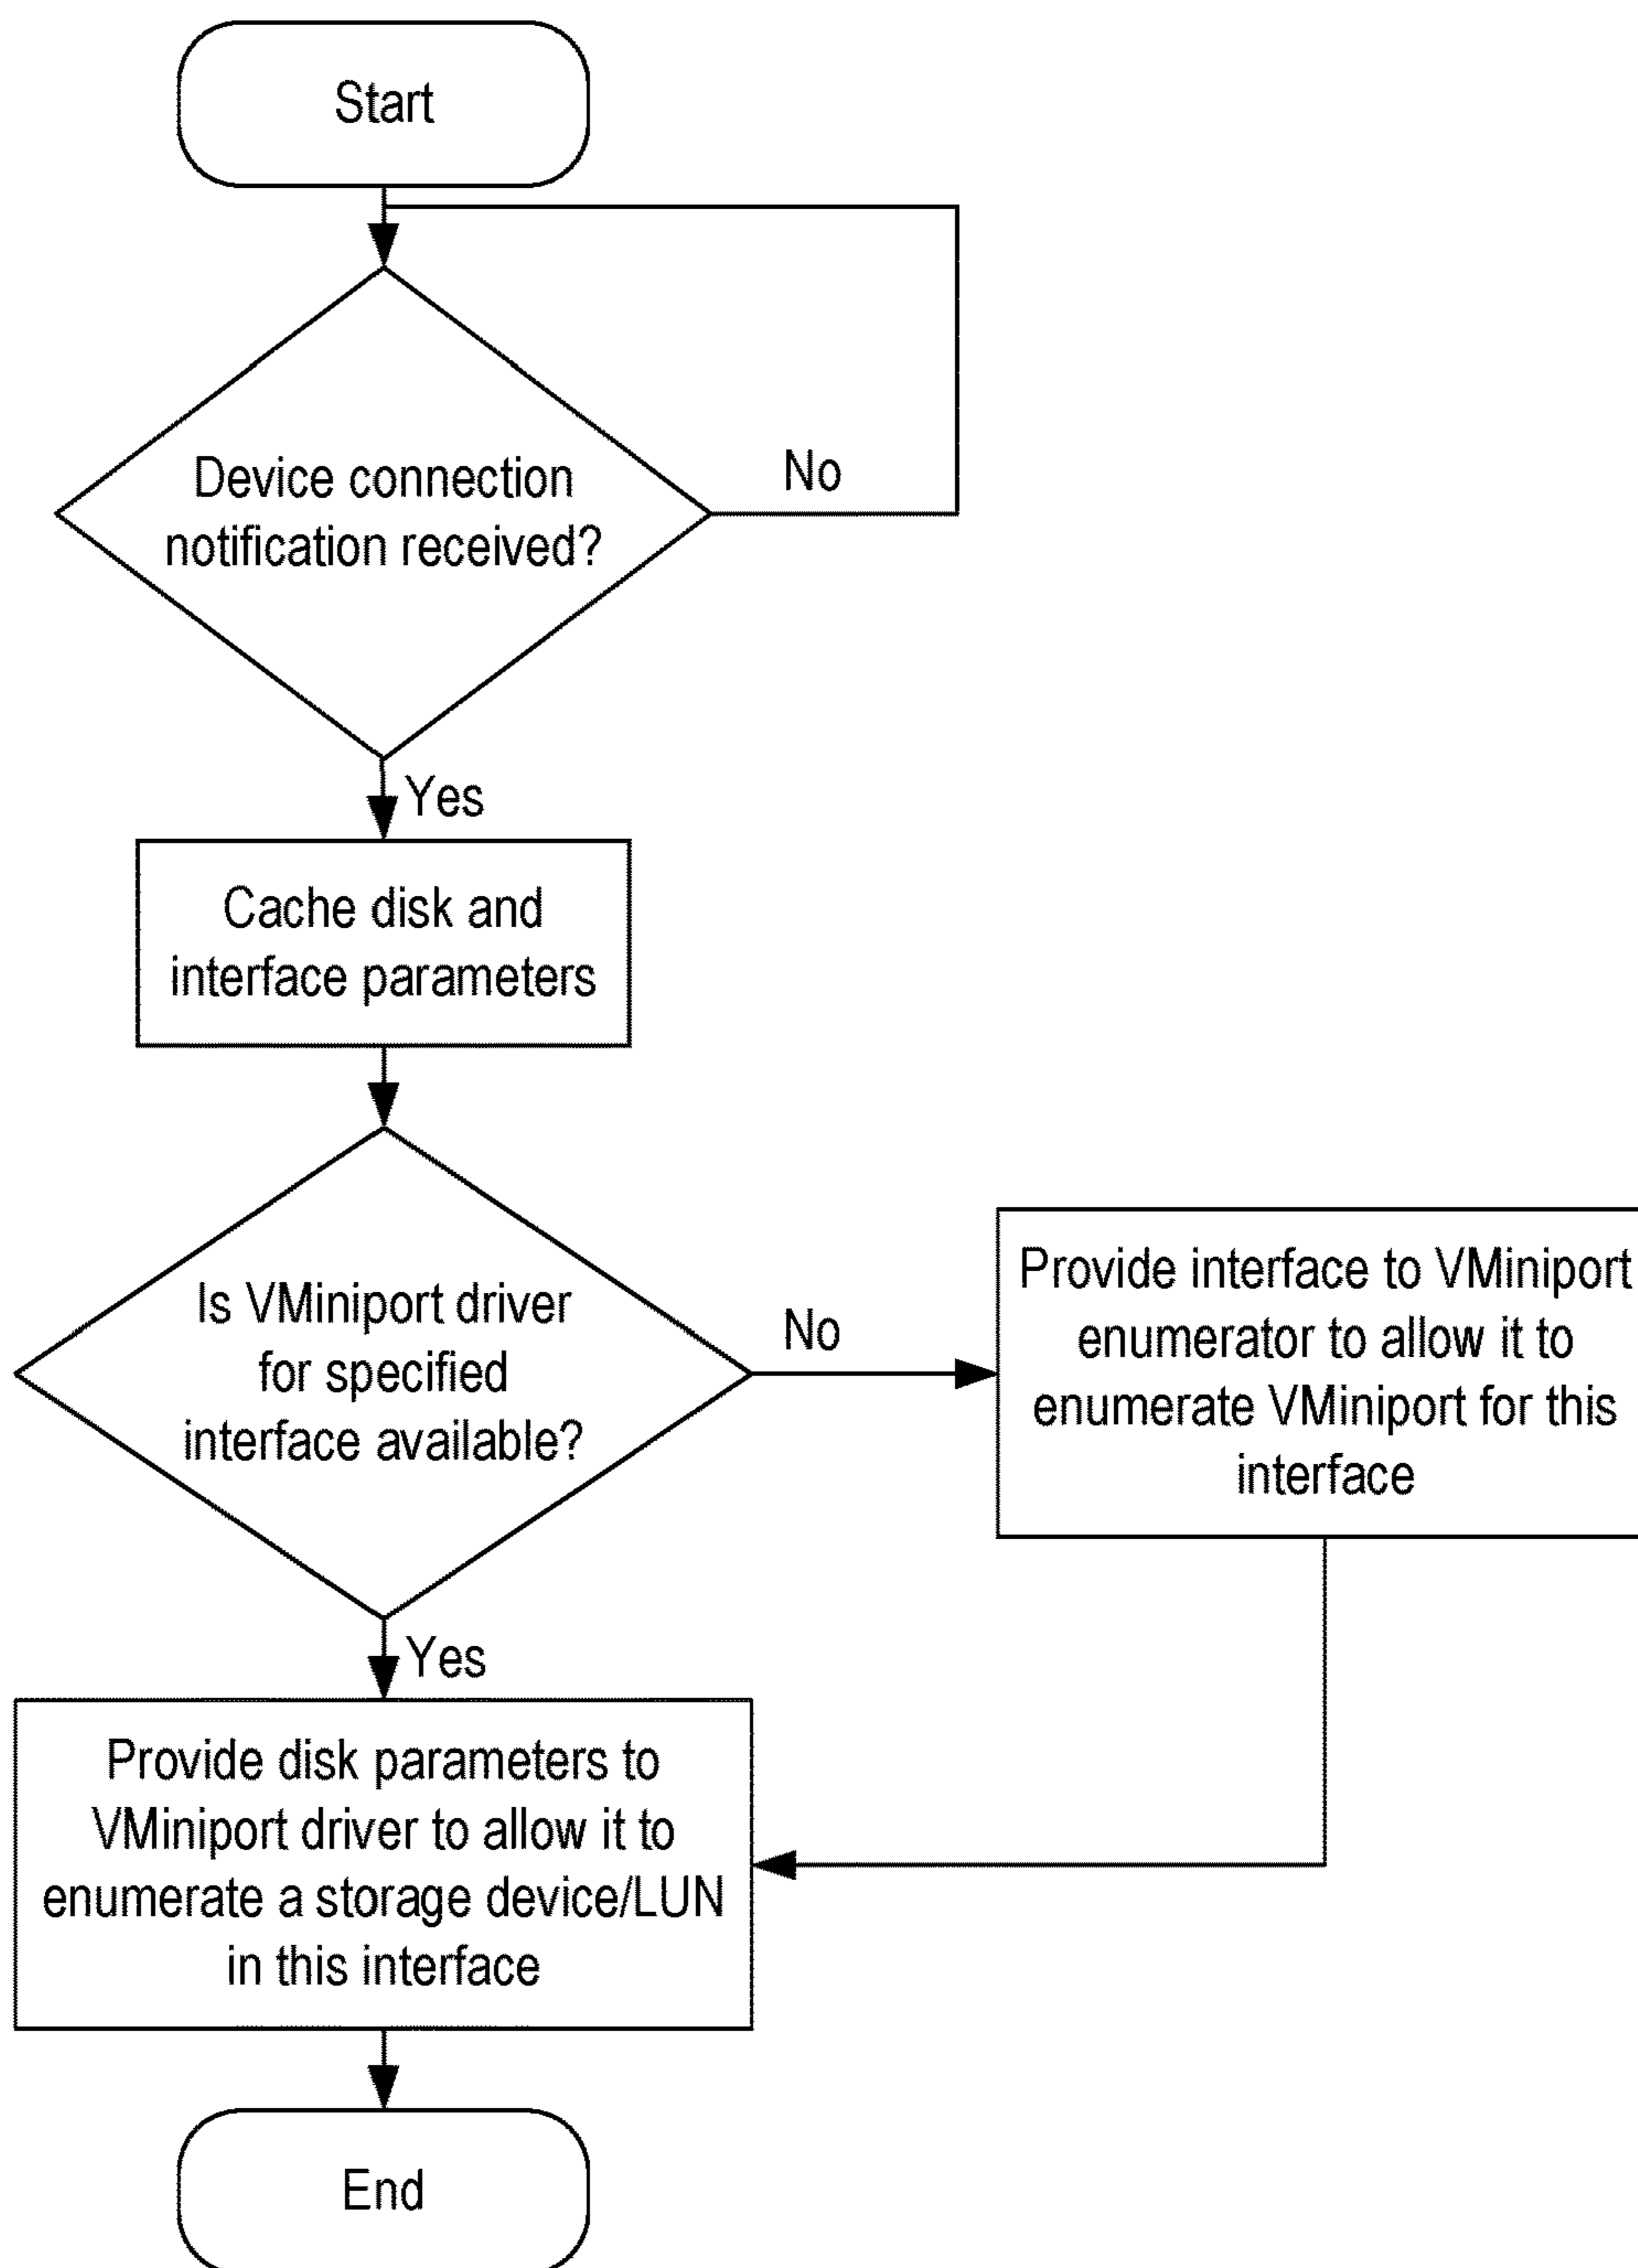 Start
Device connection
notification received?
No
Yes
Cache disk and
interface parameters
Is VMiniport driver
for specified
interface available?
No
Provide interface to VMiniport
enumerator to allow it to
enumerate VMiniport for this
interface
Yes
Provide disk parameters to
VMiniport driver to allow it to
enumerate a storage device/LUN
in this interface
End